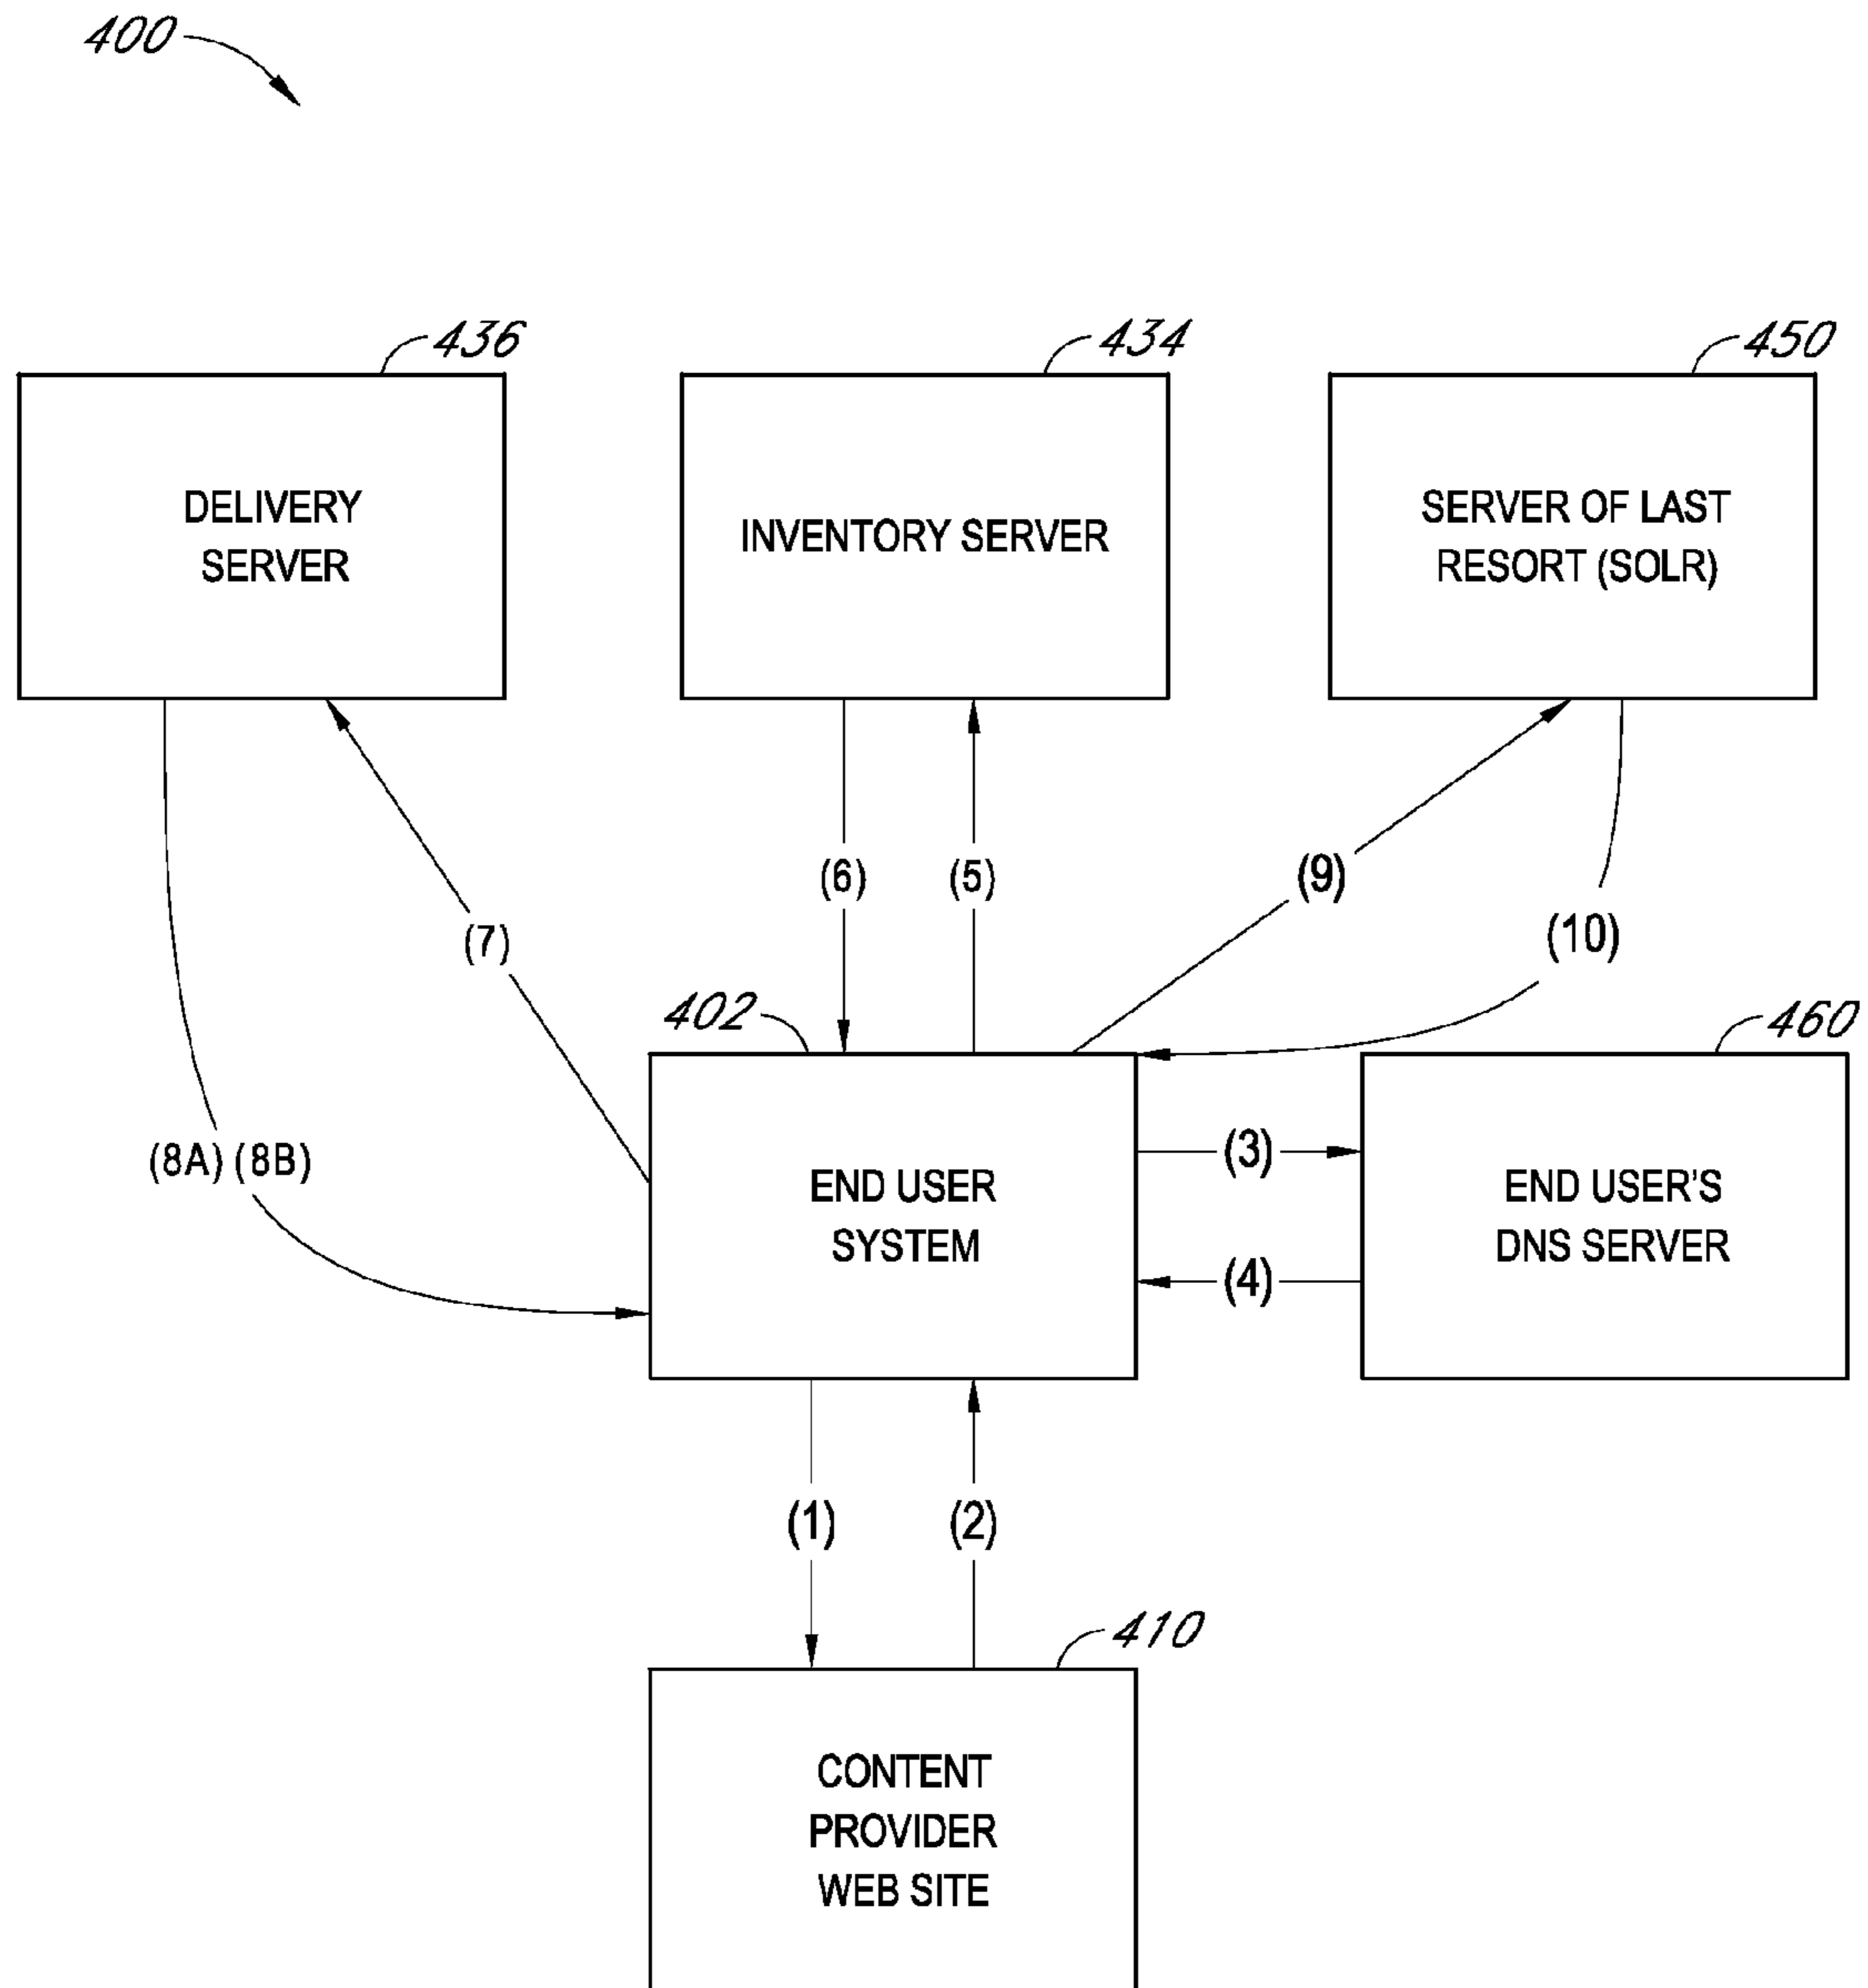 400
436
434
450
DELIVERY
SERVER
INVENTORY SERVER
SERVER OF LAST
RESORT (SOLR)
(6)
(5)
(9)
(7)
(10)
402
460
(8A) (8B)
(3)
END USER
SYSTEM
END USER'S
DNS SERVER
(4)
(1)
(2)
410
CONTENT
PROVIDER
WEB SITE